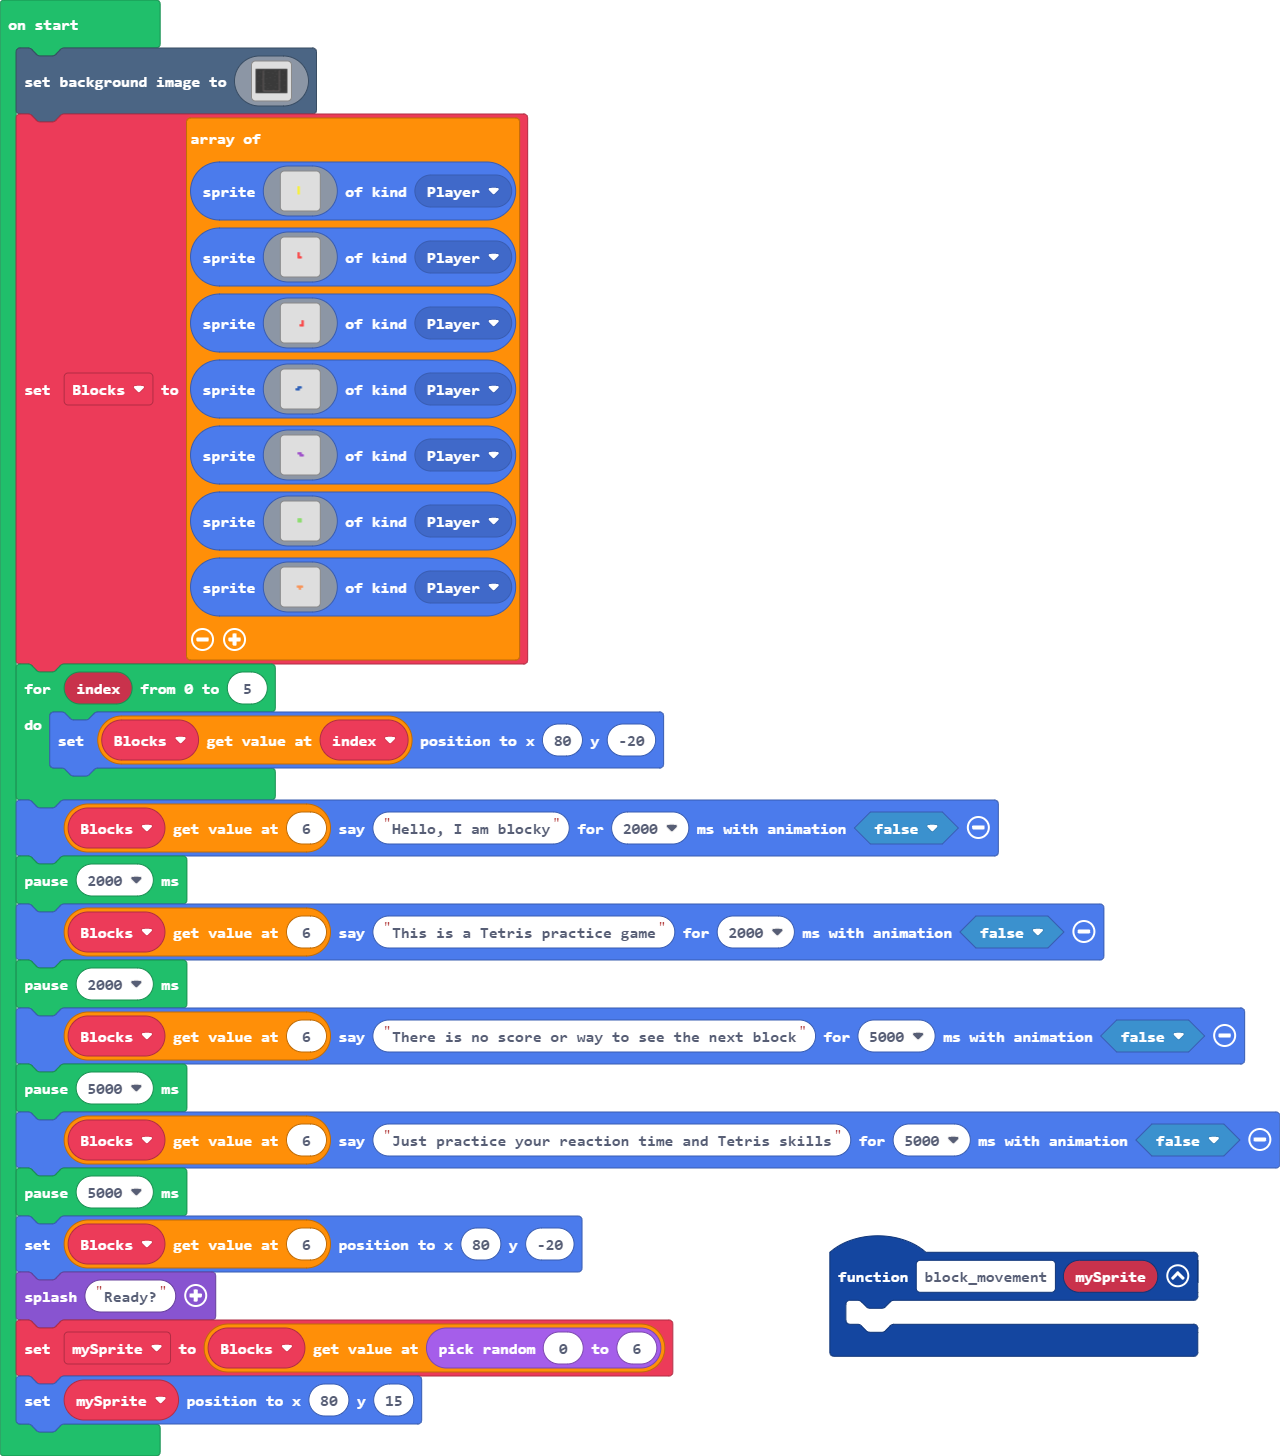 on start
set background image to
array of
sprite of kind Player
sprite of kind Player
sprite of kind Player
set Blocks to sprite of kind Player
sprite of kind Player
sprite of kind Player
sprite of kind Player
for index from 0 to 5
do
set Blocks get value at index position to x 80 y -20
Blocks get value at 6 say "Hello, I am blocky" for 2000 ms with animation false
pause 2000 ms
Blocks get value at 6 say "This is a Tetris practice game" for 2000 ms with animation false
pause 2000 ms
Blocks get value at 6 say "There is no score or way to see the next block" for 5000 ms with animation false
pause 5000 ms
Blocks get value at 6 say "Just practice your reaction time and Tetris skills" for 5000 ms with animation false
pause 5000 ms
set Blocks get value at 6 position to x 80 y -20
splash "Ready?"
set mySprite to Blocks get value at pick random 0 to 6
set mySprite position to x 80 y 15
function block_movement mySprite